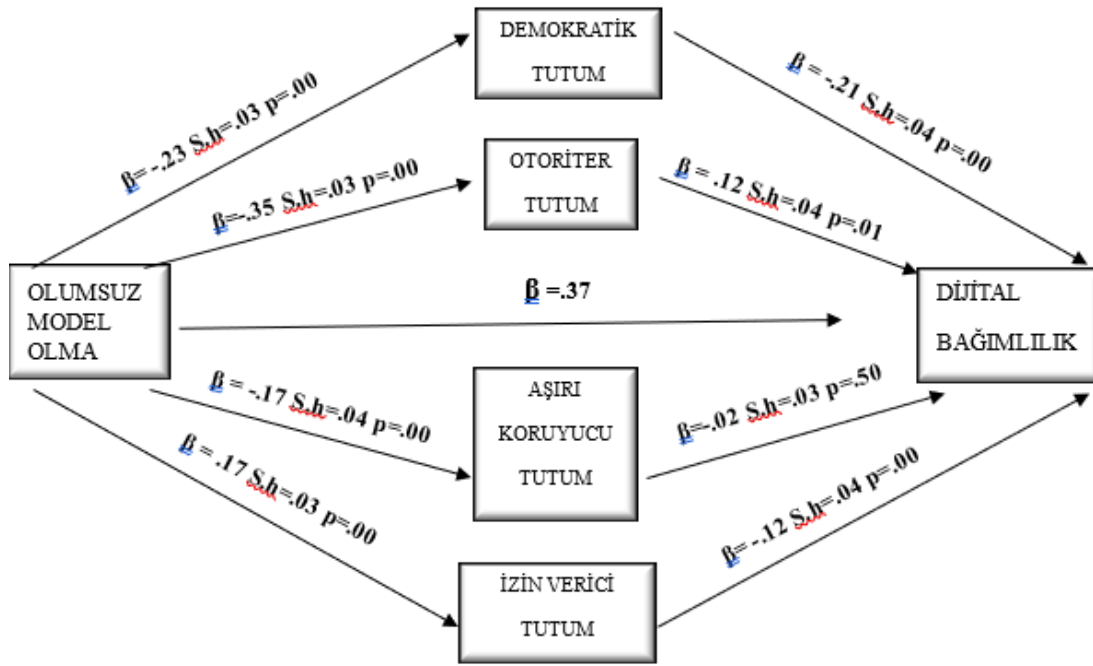 DEMOKRATİK
TUTUM
β= -.23 S.h=.03 p=.00
β = -.21 S.h=.04 p=.00
OTORİTER
TUTUM
β=-.35 S.h=.03 p=.00
β = .12 S.h=.04 p=.01
OLUMSUZ
MODEL
OLMA
β =.37
DİJİTAL
BAĞIMLILIK
β = -.17 S.h=.04 p=.00
AŞIRI
KORUYUCU
TUTUM
β=-.02 S.h=.03 p=.50
β = .17 S.h=.03 p=.00
İZİN VERİCİ
TUTUM
β= -.12 S.h=.04 p=.00